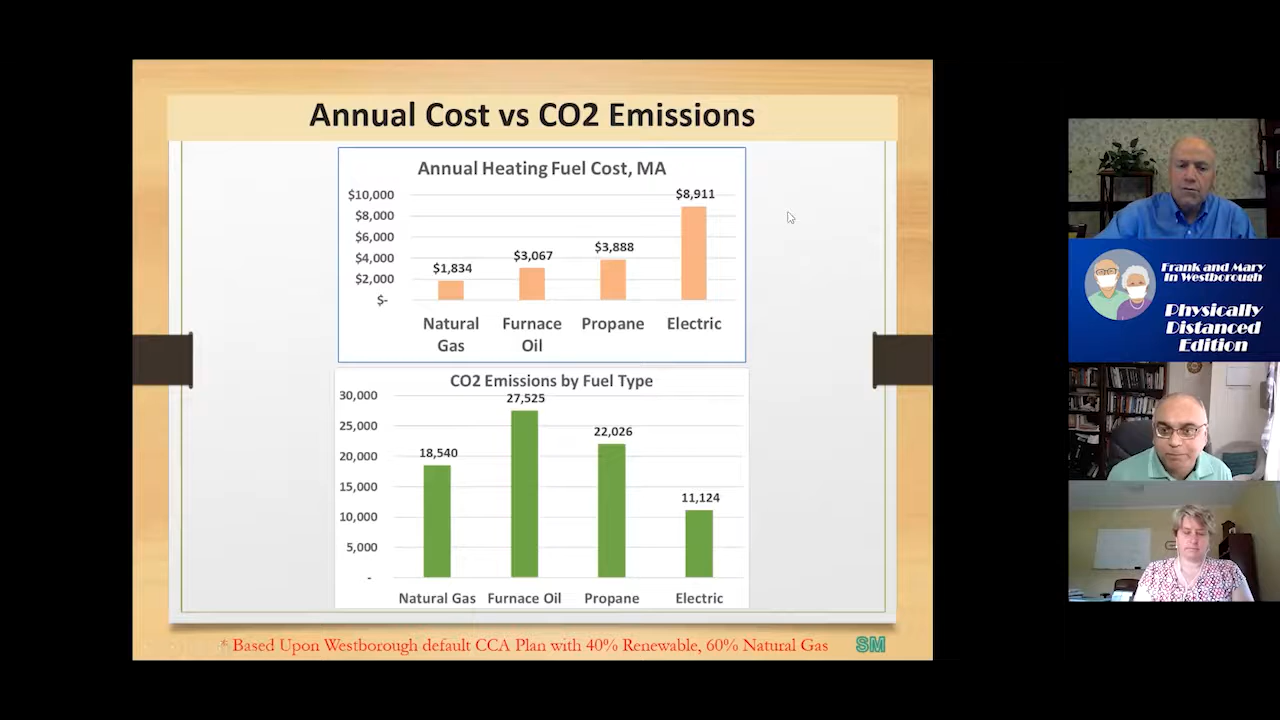 Annual Cost vs CO2 Emissions
Annual Heating Fuel Cost, MA
$10,000
$8,000
$6,000
$4,000
$2,000
$-
$1,834
$3,067
$3,888
$8,911
Natural Gas
Furnace Oil
Propane
Electric
CO2 Emissions by Fuel Type
30,000
25,000
20,000
15,000
10,000
5,000
-
18,540
27,525
22,026
11,124
Natural Gas
Furnace Oil
Propane
Electric
* Based Upon Westborough default CCA Plan with 40% Renewable, 60% Natural Gas
SM
Frank and Mary
In Westborough
Physically
Distanced
Edition